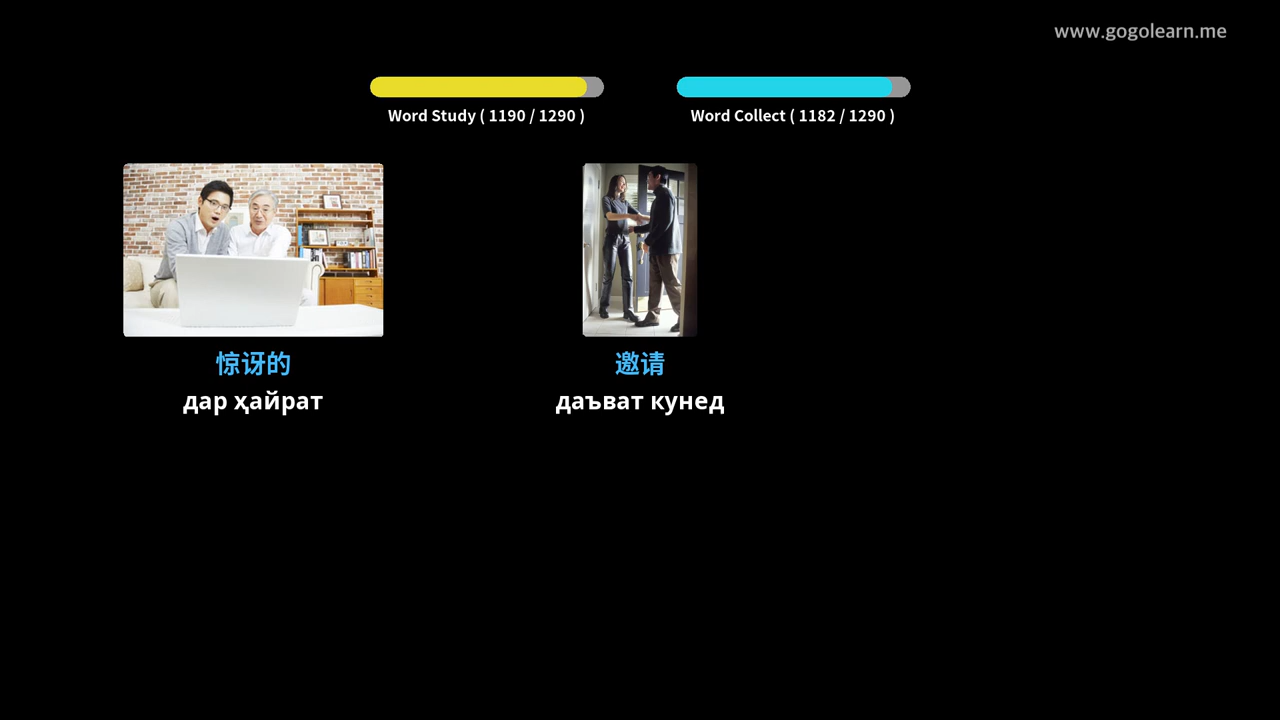 www.gogolearn.me
Word Study ( 1190 / 1290 )
Word Collect ( 1182 / 1290 )
惊讶的
дар ҳайрат
邀请
даъват кунед